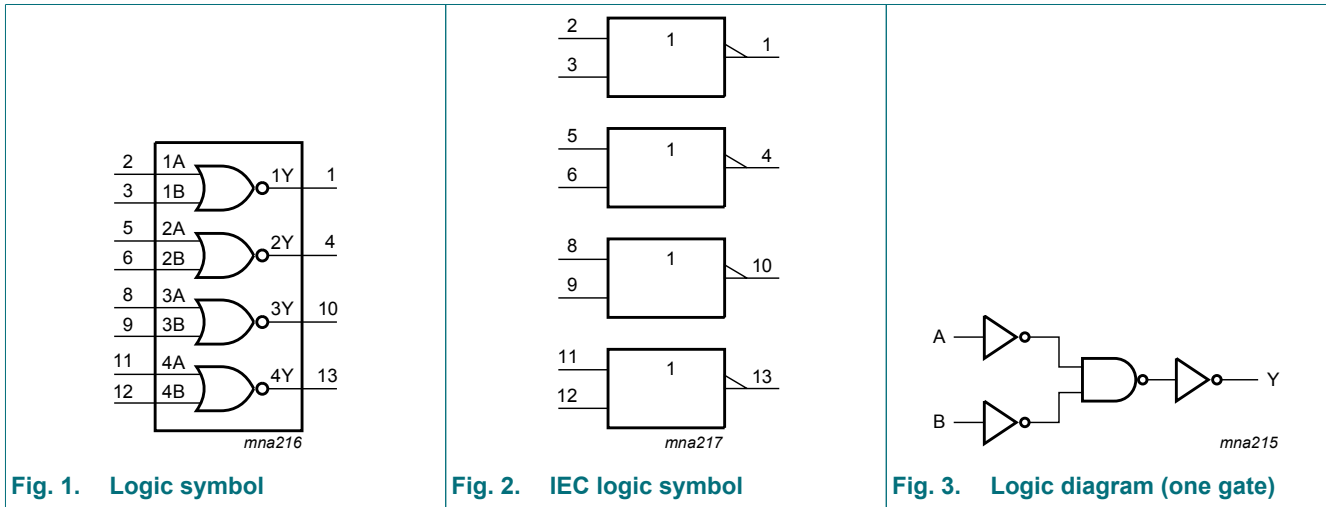 2 1A 1Y 1
3 1B
5 2A 2Y 4
6 2B
8 3A 3Y 10
9 3B
11 4A 4Y 13
12 4B
mna216
Fig. 1. Logic symbol
2 1 1
3
5 1 4
6
8 1 10
9
11 1 13
12
mna217
Fig. 2. IEC logic symbol
A
Y
B
mna215
Fig. 3. Logic diagram (one gate)